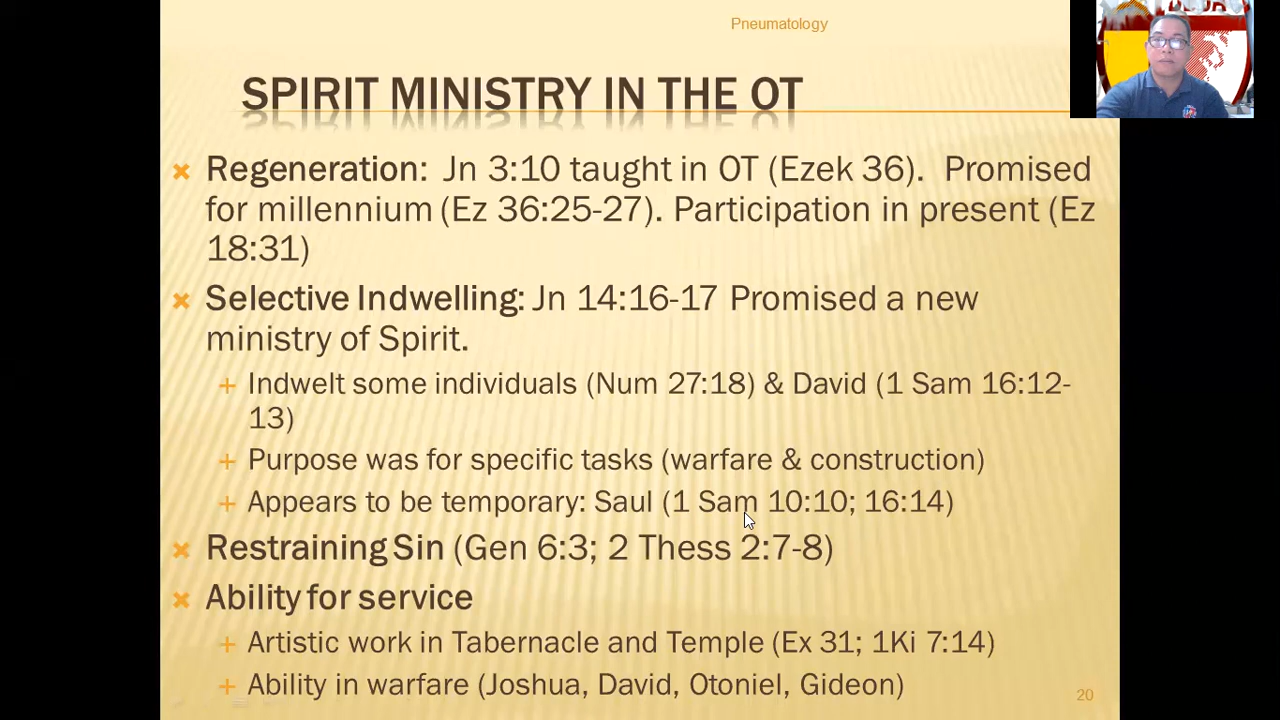 Pneumatology
SPIRIT MINISTRY IN THE OT
Regeneration: Jn 3:10 taught in OT (Ezek 36). Promised
for millennium (Ez 36:25-27). Participation in present (Ez
18:31)
Selective Indwelling: Jn 14:16-17 Promised a new
ministry of Spirit.
Indwelt some individuals (Num 27:18) & David (1 Sam 16:12-
13)
Purpose was for specific tasks (warfare & construction)
Appears to be temporary: Saul (1 Sam 10:10; 16:14)
Restraining Sin (Gen 6:3; 2 Thess 2:7-8)
Ability for service
Artistic work in Tabernacle and Temple (Ex 31; 1Ki 7:14)
Ability in warfare (Joshua, David, Otoniel, Gideon)
20